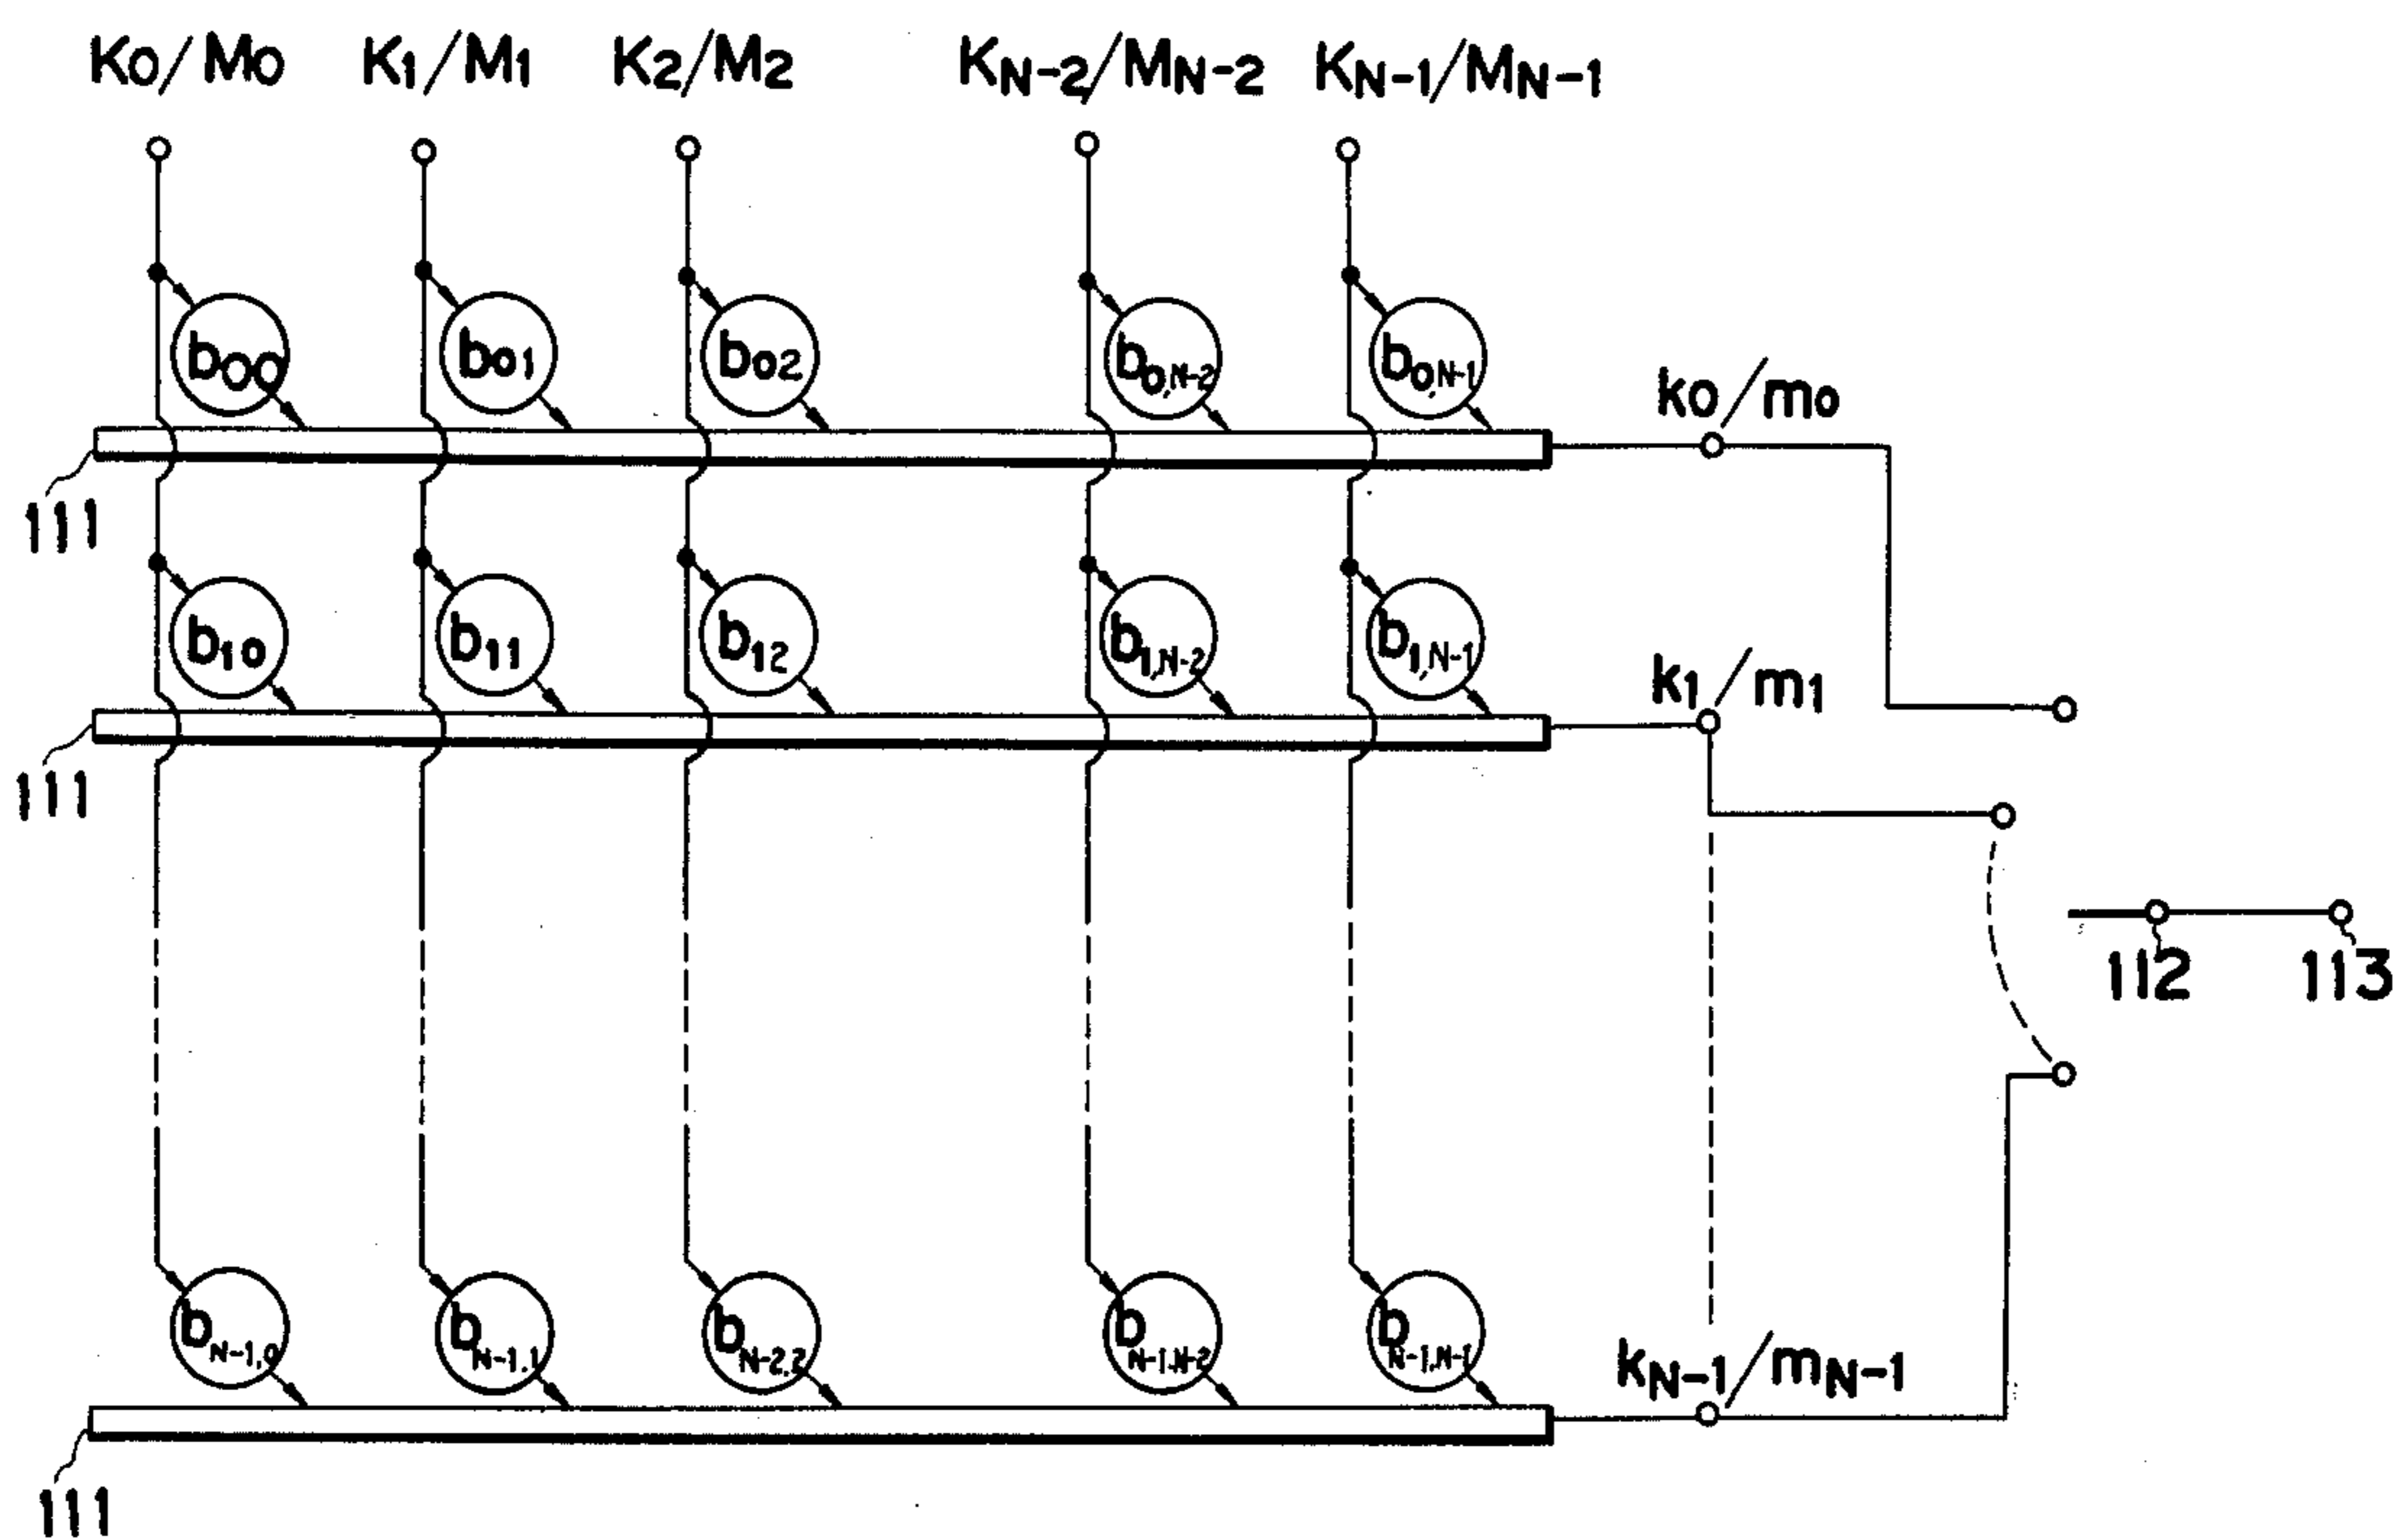 K0/M0 K1/M1 K2/M2 KN-2/MN-2 KN-1/MN-1
b00 b01 b02 b0,N-2 b0,N-1
k0/m0
111
b10 b11 b12 b1,N-2 b1,N-1
k1/m1
111
112 113
bN-1,0 bN-1,1 bN-2,2 bN-1,N-2 bN-1,N-1
kN-1/mN-1
111